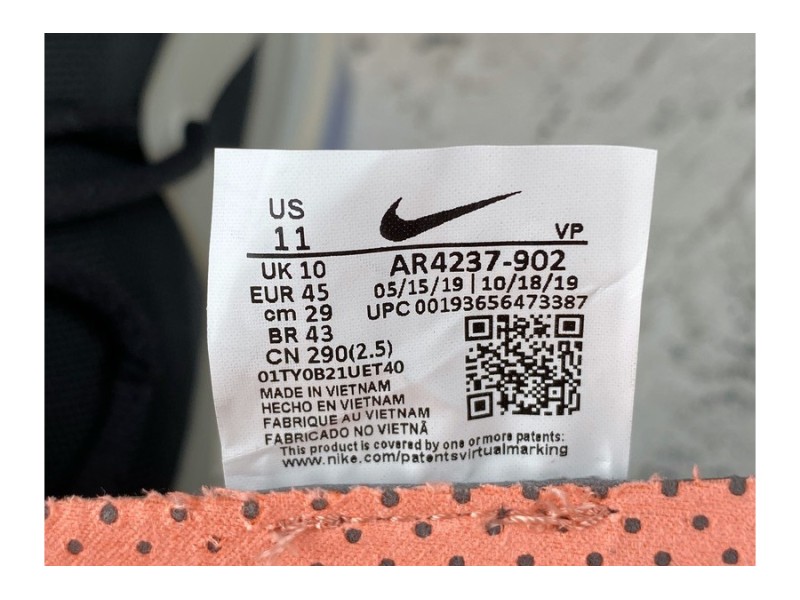 US
11
VP
UK 10
AR4237-902
EUR 45
05/15/19 | 10/18/19
cm 29
UPC 00193656473387
BR 43
CN 290(2.5)
01TY0B21UET40
MADE IN VIETNAM
HECHO EN VIETNAM
FABRIQUE AU VIETNAM
FABRICADO NO VIETNÃ
This product is covered by one or more patents:
www.nike.com/patentsvirtualmarking